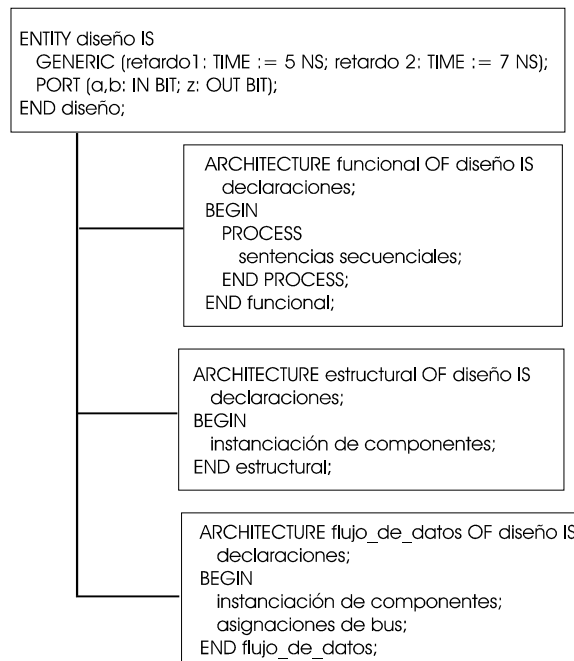 ENTITY diseño IS
GENERIC (retardo1: TIME := 5 NS; retardo 2: TIME := 7 NS);
PORT (a,b: IN BIT; z: OUT BIT);
END diseño;
ARCHITECTURE funcional OF diseño IS
declaraciones;
BEGIN
PROCESS
sentencias secuenciales;
END PROCESS;
END funcional;
ARCHITECTURE estructural OF diseño IS
declaraciones;
BEGIN
instanciación de componentes;
END estructural;
ARCHITECTURE flujo_de_datos OF diseño IS
declaraciones;
BEGIN
instanciación de componentes;
asignaciones de bus;
END flujo_de_datos;